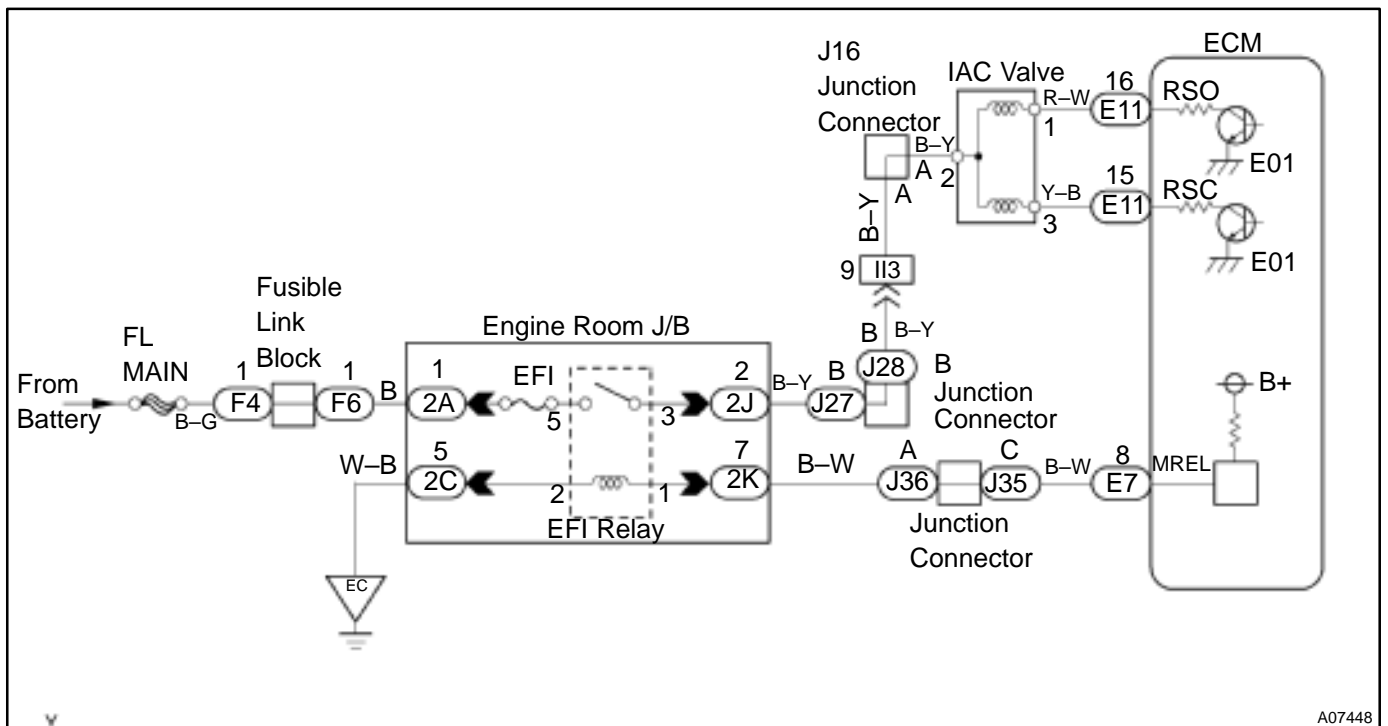 ECM
J16
Junction
Connector
IAC Valve
R–W
16
E11
RSO
1
E01
B–Y
A
2
A
Y–B
15
E11
RSC
3
E01
B–Y
9
II3
Fusible
Link
Block
Engine Room J/B
B
B–Y
FL
MAIN
J28
B
Junction
Connector
From
Battery
B–G
1
F4
1
F6
B
1
2A
EFI
5
3
2
2J
B–Y
B
J27
B+
W–B
5
2C
2
1
EFI Relay
7
2K
B–W
A
J36
C
J35
B–W
8
E7
MREL
Junction
Connector
EC
A07448